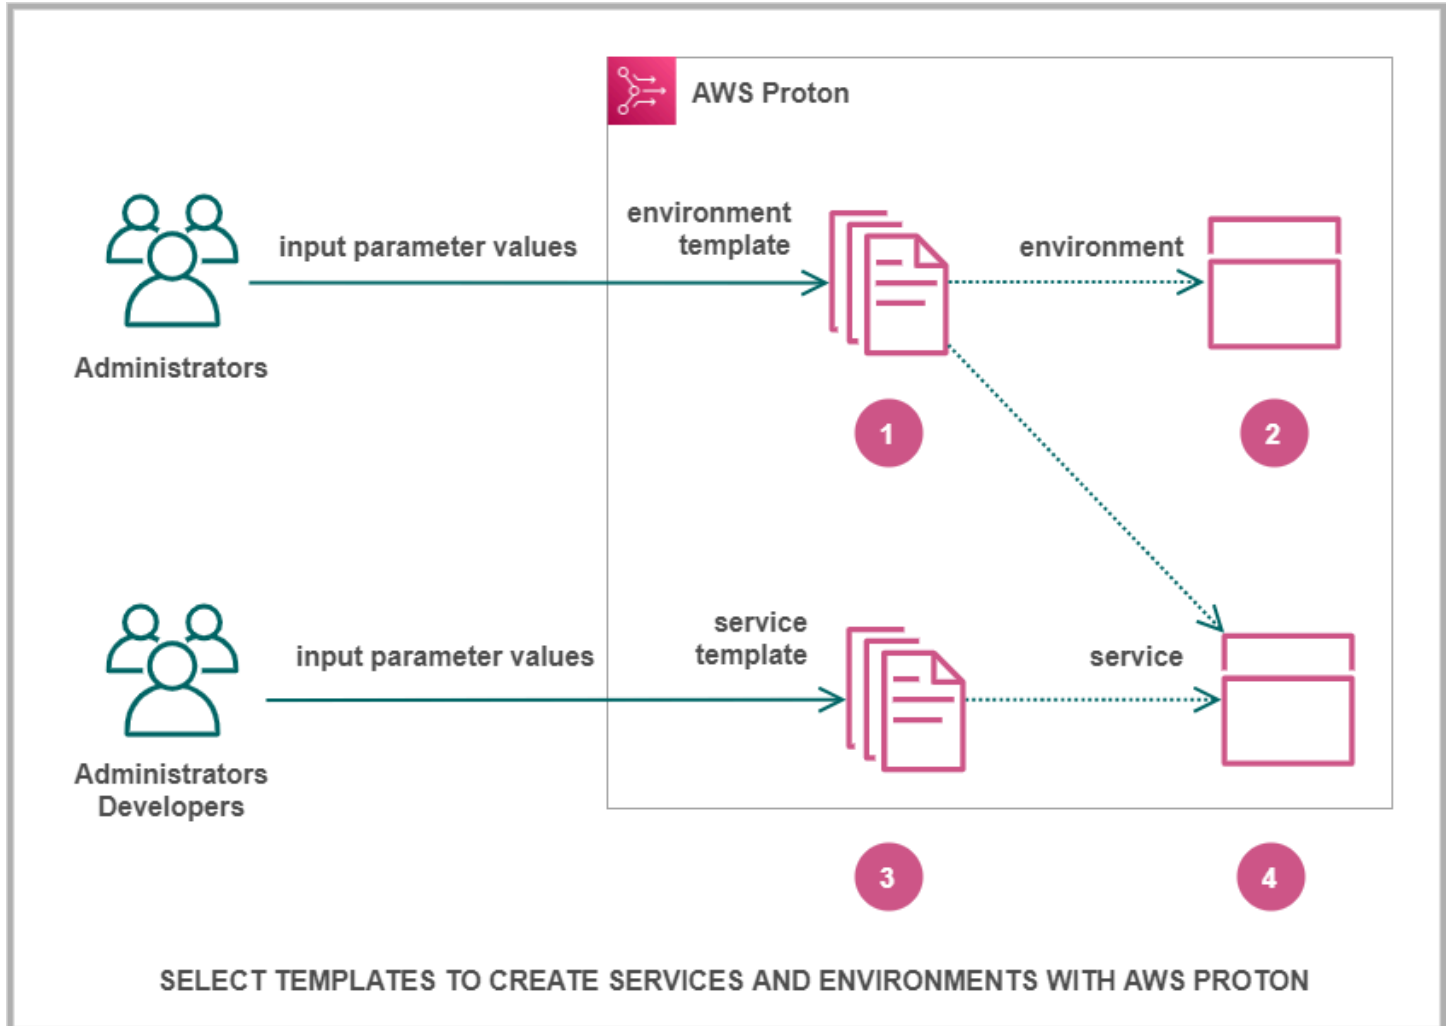 AWS Proton
environment
template
input parameter values
environment
Administrators
1
2
service
template
input parameter values
service
Administrators
Developers
3
4
SELECT TEMPLATES TO CREATE SERVICES AND ENVIRONMENTS WITH AWS PROTON